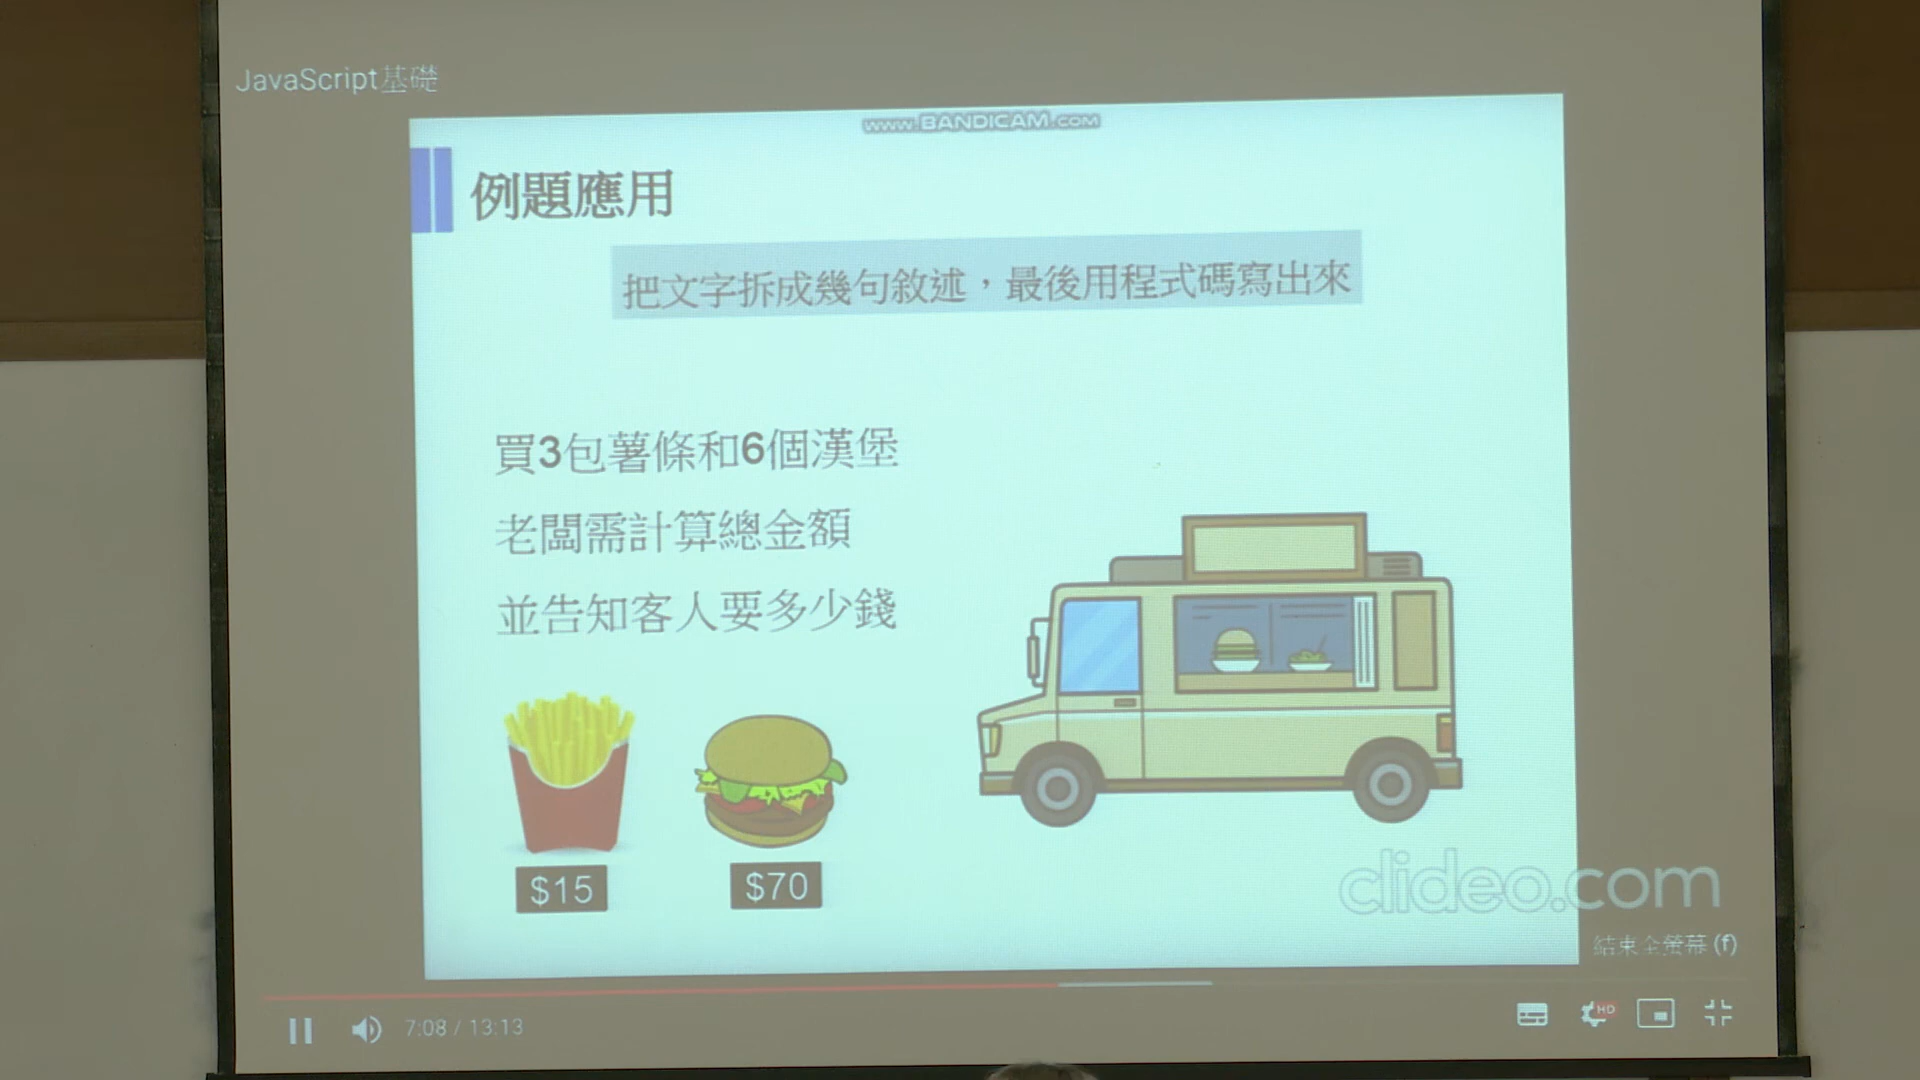 JavaScript基礎
WWW.BANDICAM.COM
例題應用
把文字拆成幾句敘述，最後用程式碼寫出來
買3包薯條和6個漢堡
老闆需計算總金額
並告知客人要多少錢
$15
$70
clideo.com
結束全螢幕 (f)
7:08 / 13:13
HD